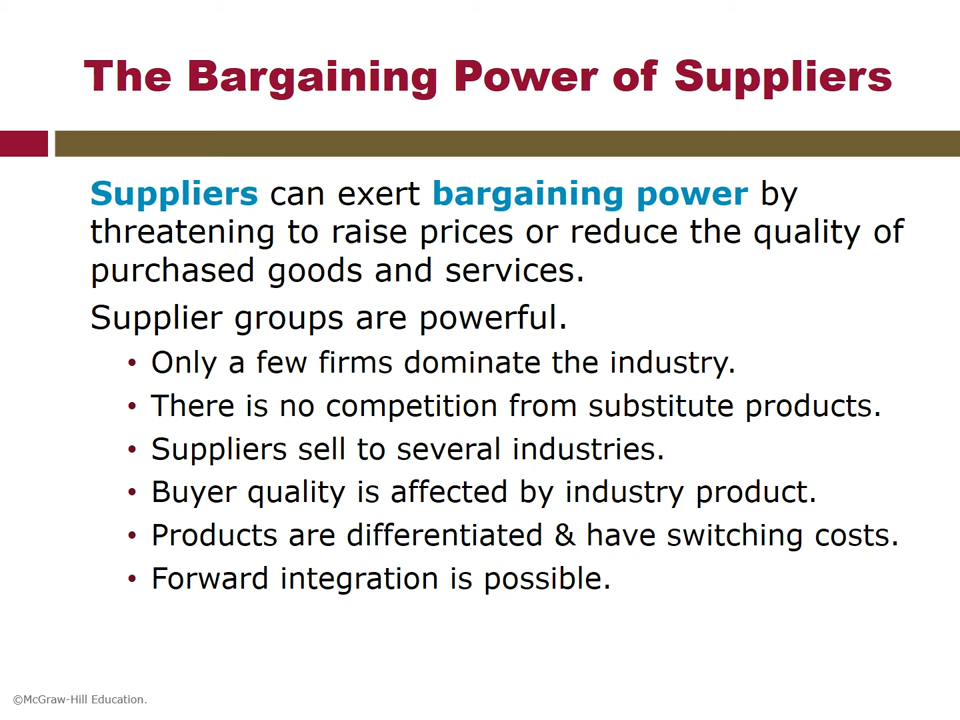 The Bargaining Power of Suppliers
Suppliers can exert bargaining power by
threatening to raise prices or reduce the quality of
purchased goods and services.
Supplier groups are powerful.
• Only a few firms dominate the industry.
• There is no competition from substitute products.
• Suppliers sell to several industries.
• Buyer quality is affected by industry product.
• Products are differentiated & have switching costs.
• Forward integration is possible.
©McGraw-Hill Education.